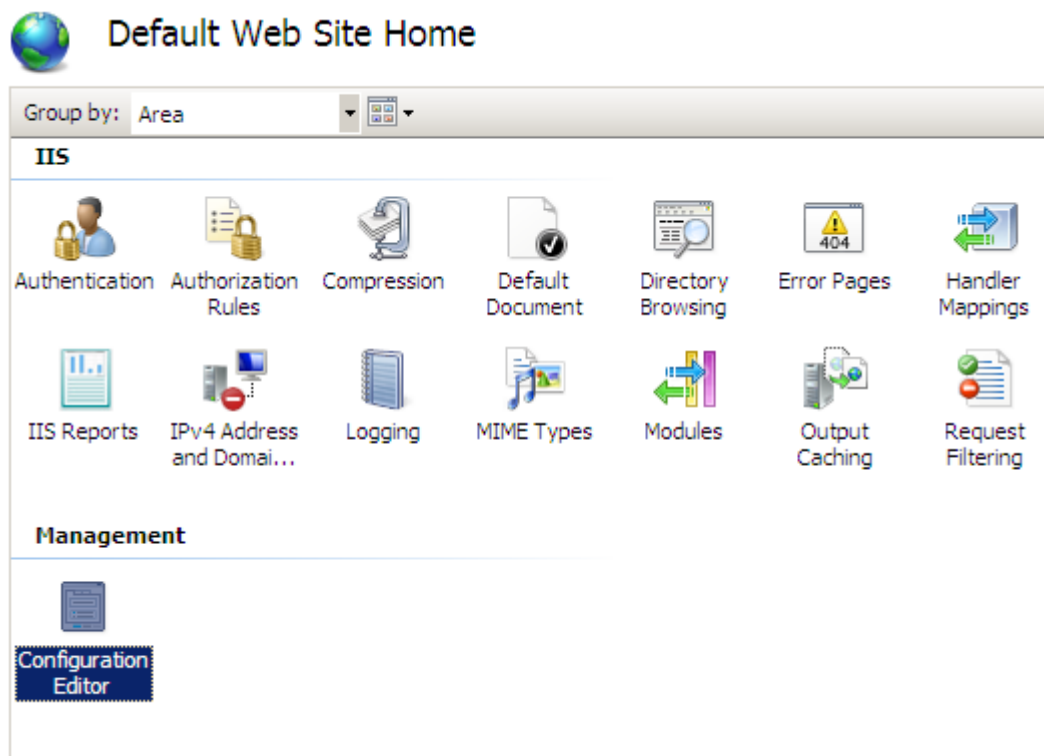 Default Web Site Home
Group by: Area
IIS
Authentication Authorization Rules Compression Default Document Directory Browsing Error Pages 404 Handler Mappings
IIS Reports IPv4 Address and Domai... Logging MIME Types Modules Output Caching Request Filtering
Management
Configuration Editor